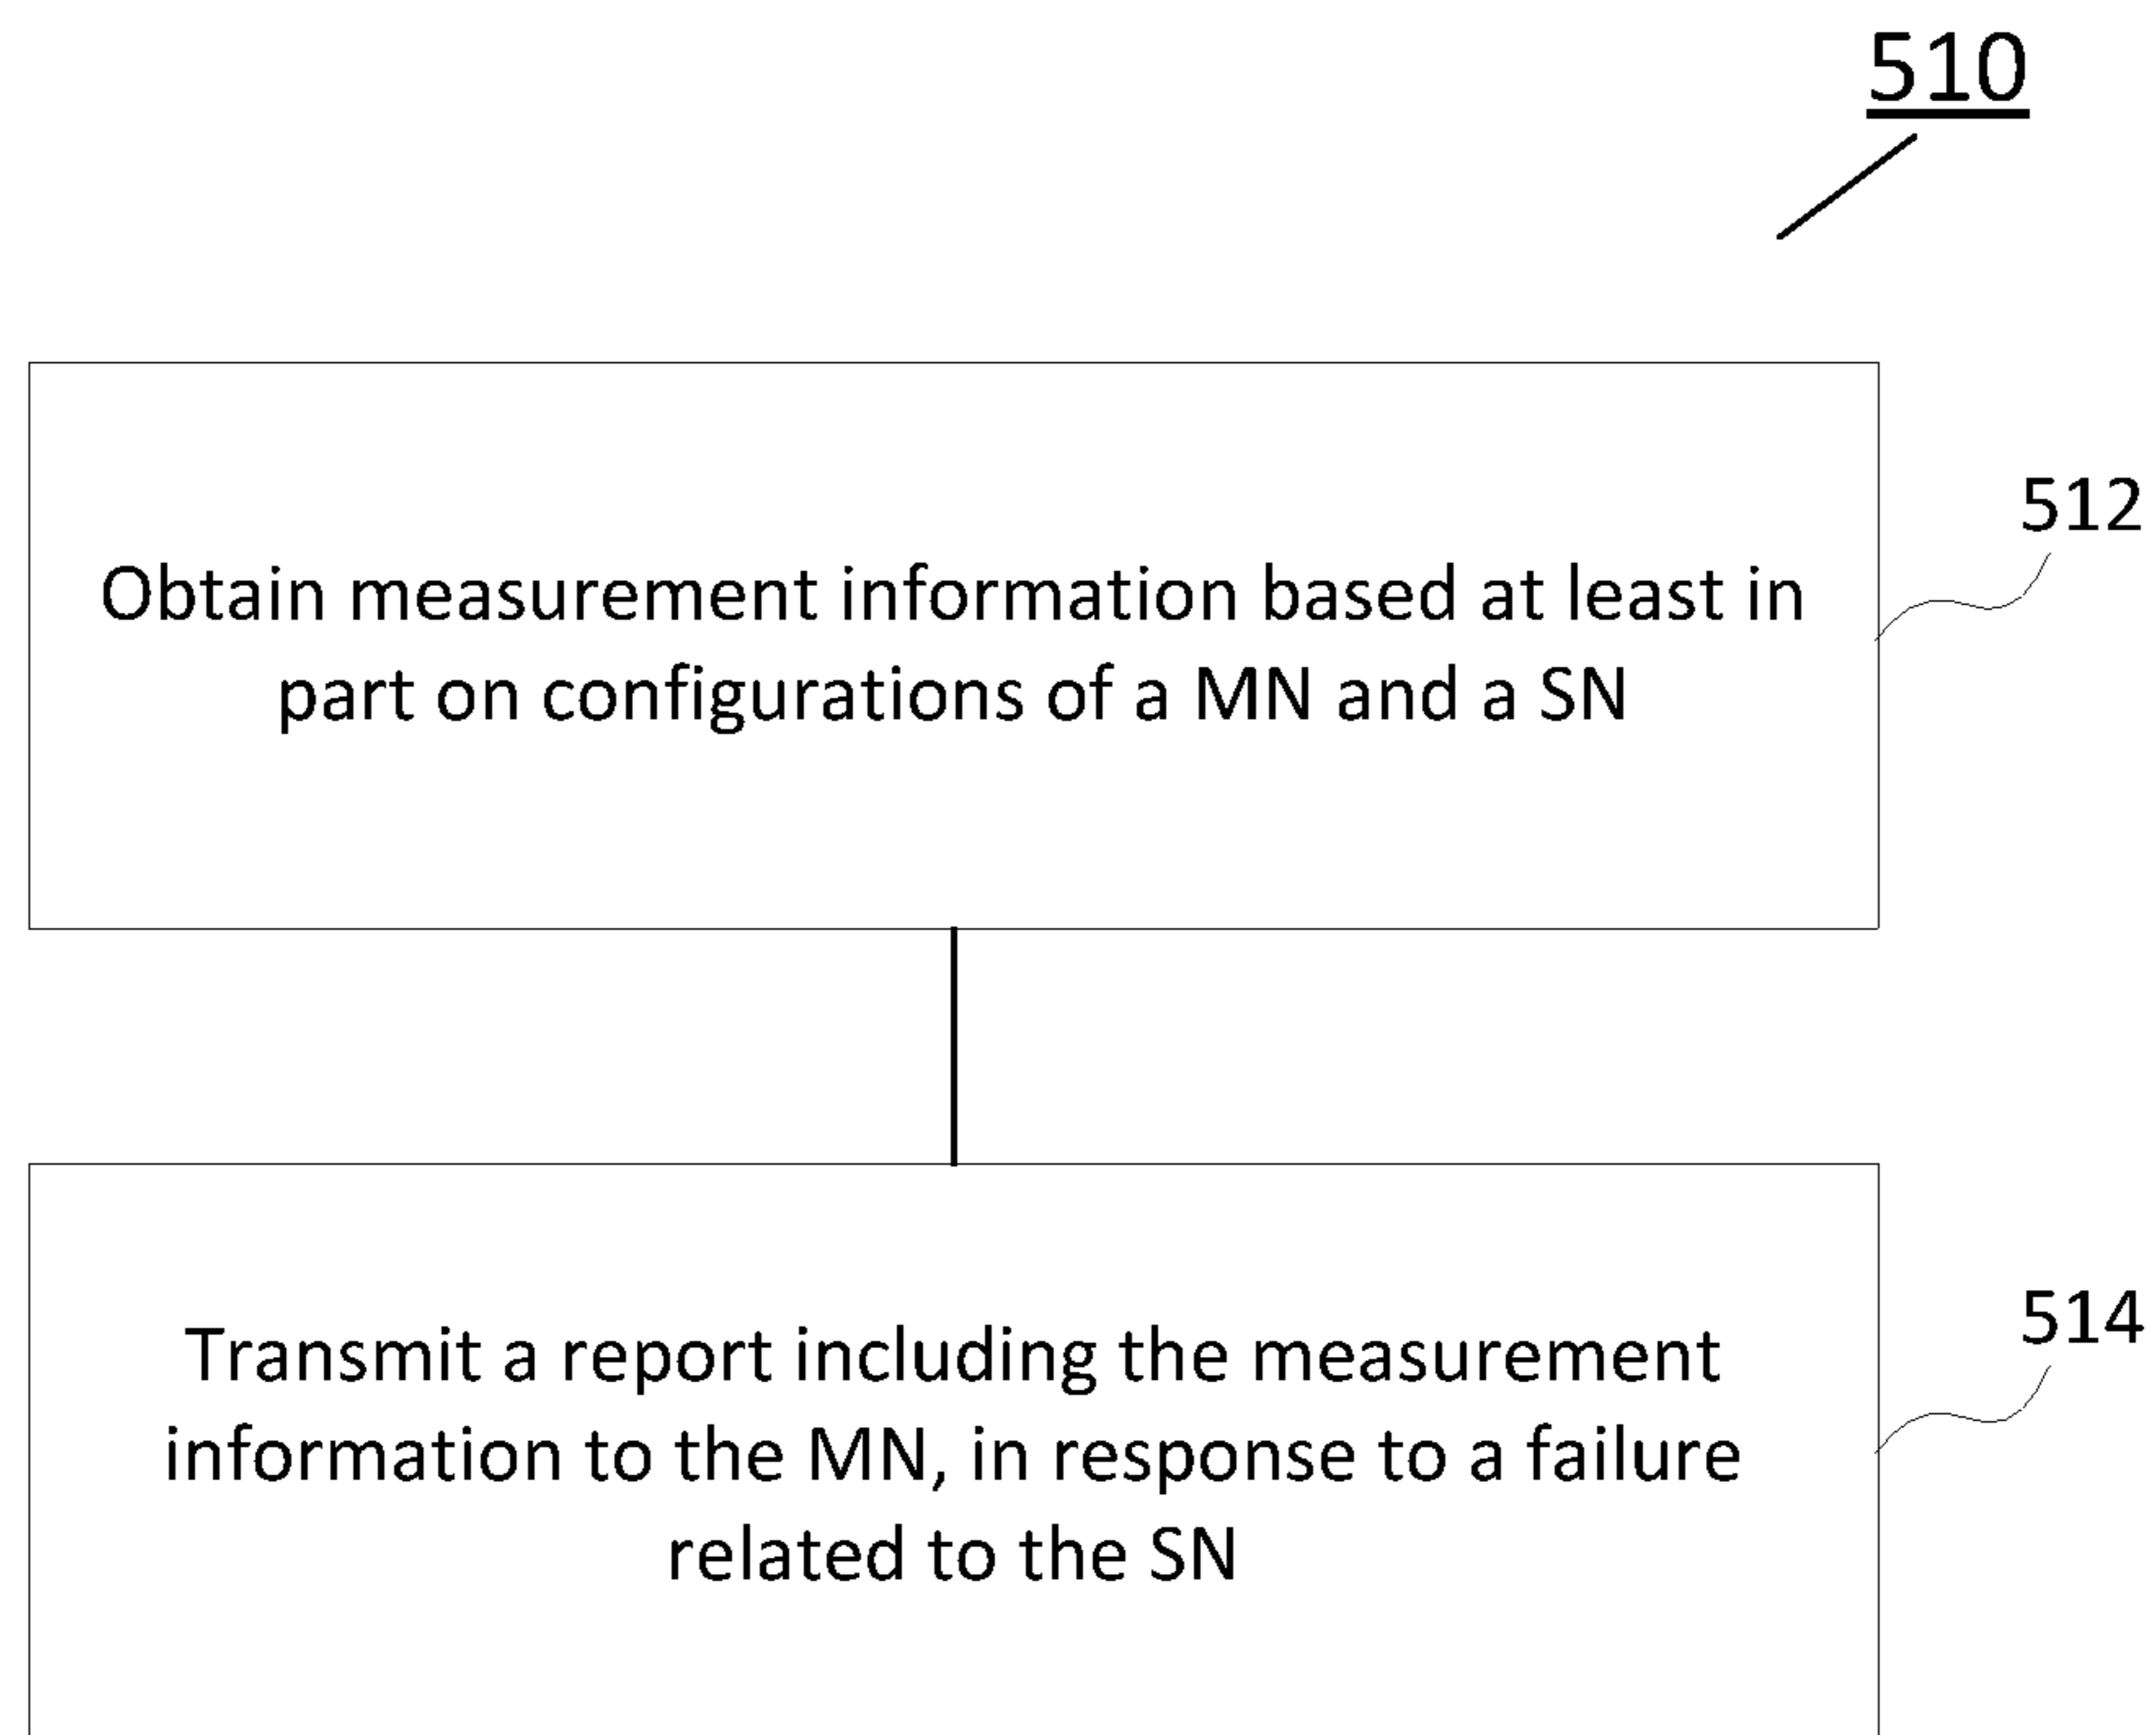 510
512
Obtain measurement information based at least in
part on configurations of a MN and a SN
514
Transmit a report including the measurement
information to the MN, in response to a failure
related to the SN